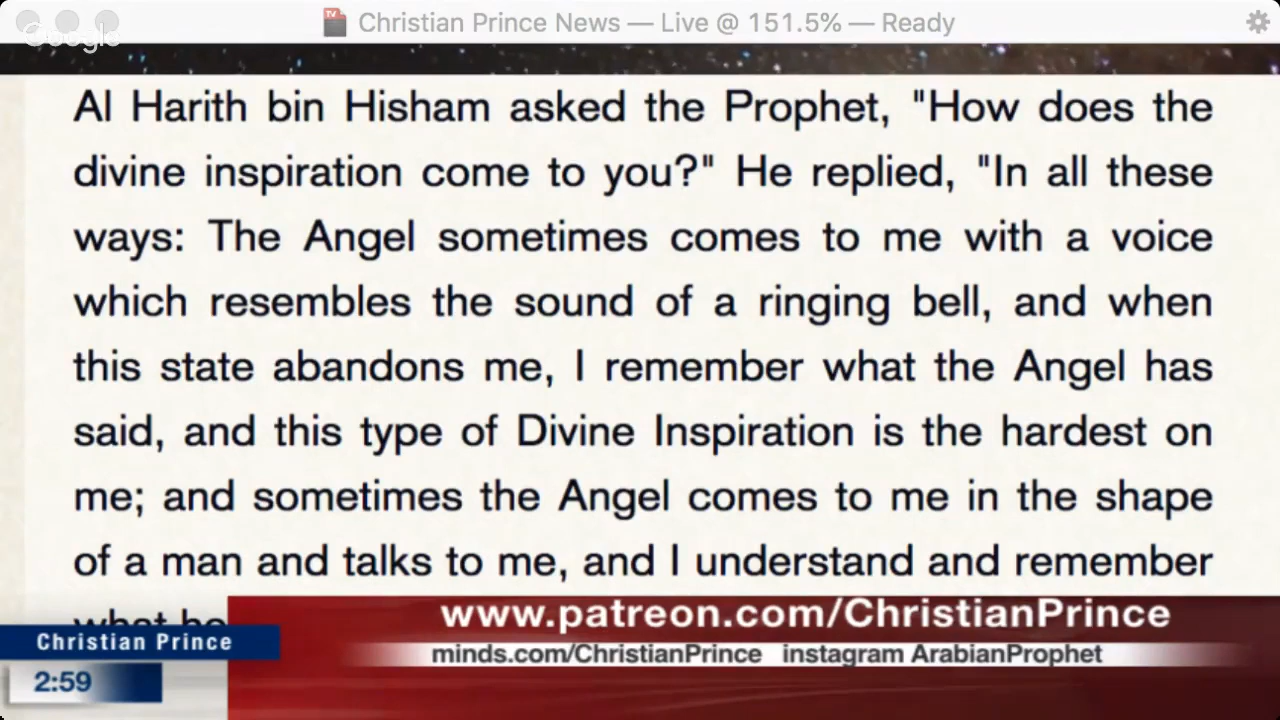 Christian Prince News — Live @ 151.5% — Ready
Google
Al Harith bin Hisham asked the Prophet, "How does the
divine inspiration come to you?" He replied, "In all these
ways: The Angel sometimes comes to me with a voice
which resembles the sound of a ringing bell, and when
this state abandons me, I remember what the Angel has
said, and this type of Divine Inspiration is the hardest on
me; and sometimes the Angel comes to me in the shape
of a man and talks to me, and I understand and remember
what he
www.patreon.com/ChristianPrince
Christian Prince
minds.com/ChristianPrince instagram ArabianProphet
2:59